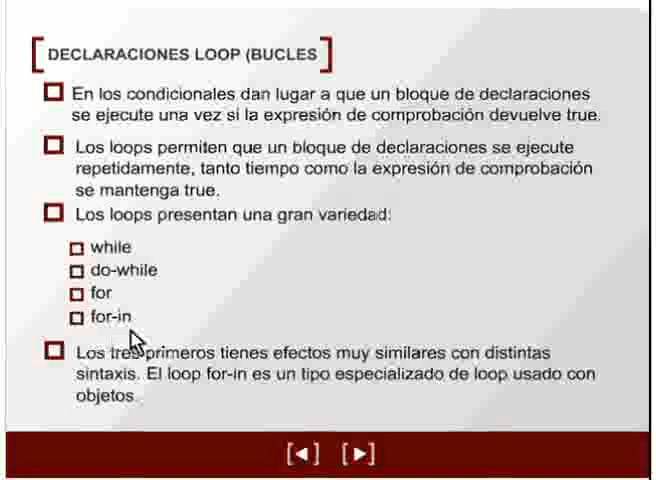 DECLARACIONES LOOP (BUCLES
En los condicionales dan lugar a que un bloque de declaraciones
se ejecute una vez si la expresión de comprobación devuelve true.
Los loops permiten que un bloque de declaraciones se ejecute
repetidamente, tanto tiempo como la expresión de comprobación
se mantenga true.
Los loops presentan una gran variedad:
while
do-while
for
for-in
Los tres primeros tienes efectos muy similares con distintas
sintaxis. El loop for-in es un tipo especializado de loop usado con
objetos.